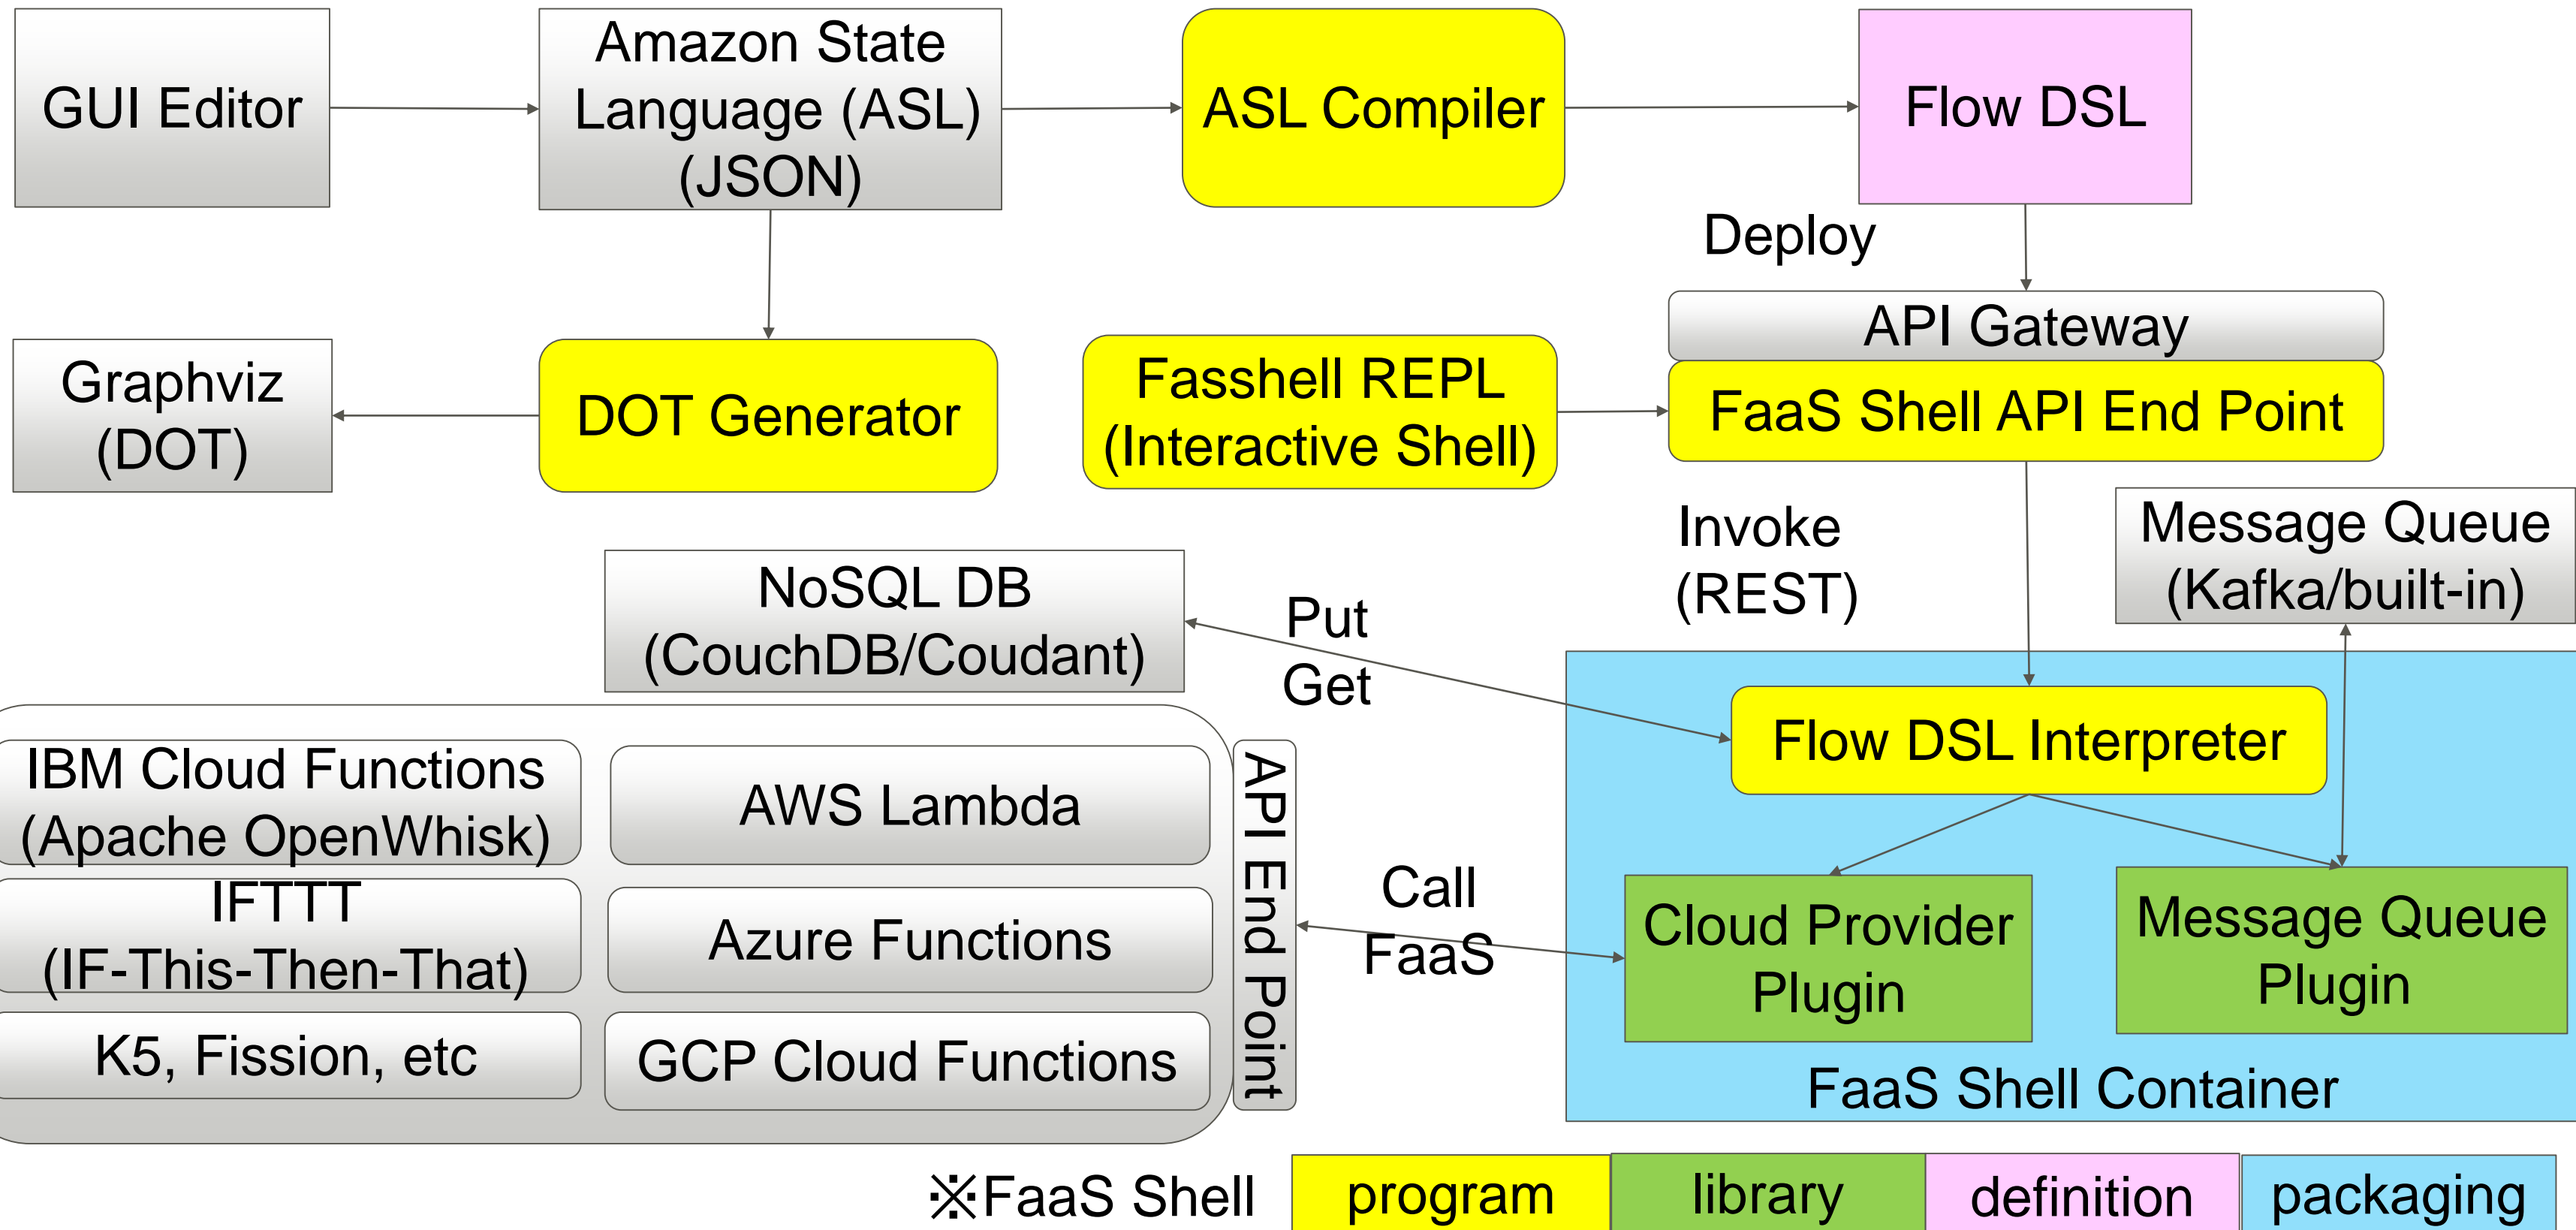 GUI Editor
Amazon State
Language (ASL)
(JSON)
ASL Compiler
Flow DSL
Deploy
API Gateway
FaaS Shell API End Point
Fasshell REPL
(Interactive Shell)
DOT Generator
Graphviz
(DOT)
Invoke
(REST)
Message Queue
(Kafka/built-in)
NoSQL DB
(CouchDB/Coudant)
Put
Get
Flow DSL Interpreter
IBM Cloud Functions
(Apache OpenWhisk)
AWS Lambda
IFTTT
(IF-This-Then-That)
Azure Functions
K5, Fission, etc
GCP Cloud Functions
API End Point
Call
FaaS
Cloud Provider
Plugin
Message Queue
Plugin
FaaS Shell Container
※FaaS Shell
program
library
definition
packaging